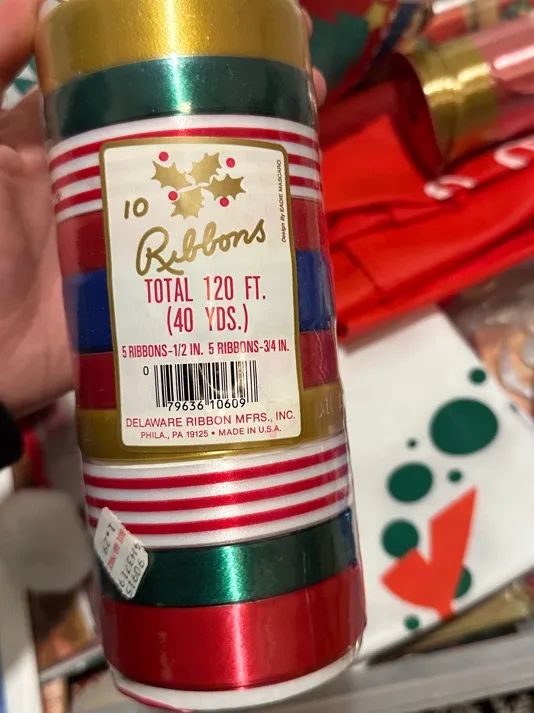 10
Ribbons
Design By EADIE MASCARO
TOTAL 120 FT.
(40 YDS.)
5 RIBBONS-1/2 IN. 5 RIBBONS-3/4 IN.
0 79636 10609
DELAWARE RIBBON MFRS., INC.
PHILA., PA 19125 • MADE IN U.S.A.